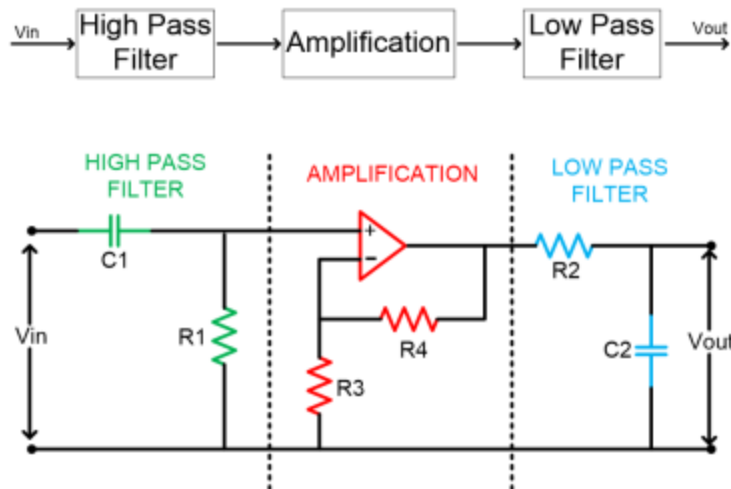 Vin
High Pass
Filter
Amplification
Low Pass
Filter
Vout
HIGH PASS
FILTER
AMPLIFICATION
LOW PASS
FILTER
C1
+
−
R2
Vin
R1
R4
C2
Vout
R3